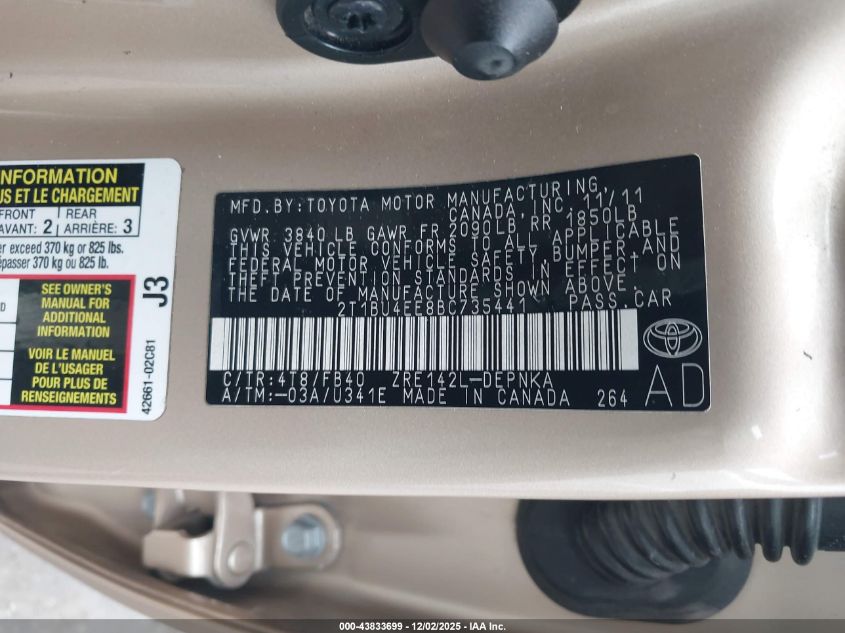 INFORMATION
US ET LE CHARGEMENT
FRONT REAR
AVANT: 2 ARRIÈRE: 3
er exceed 370 kg or 825 lbs.
épasser 370 kg ou 825 lb.
SEE OWNER'S
MANUAL FOR
ADDITIONAL
INFORMATION
VOIR LE MANUEL
DE L'USAGER
POUR PLUS DE
RENSEIGNEMENTS
J3
42661-02C81
MFD.BY:TOYOTA MOTOR MANUFACTURING,
CANADA,INC.11/11
GVWR 3840LB GAWR FR 2090LB RR 1850LB
THIS VEHICLE CONFORMS TO ALL APPLICABLE
FEDERAL MOTOR VEHICLE SAFETY, BUMPER AND
THEFT PREVENTION STANDARDS IN EFFECT ON
THE DATE OF MANUFACTURE SHOWN ABOVE.
2T1BU4EE8BC735441 PASS.CAR
C/TR:4T8/FB40 ZRE142L-DEPNKA
A/TM:-03A/U341E MADE IN CANADA 264
AD
000-43833699 - 12/02/2025 - IAA Inc.